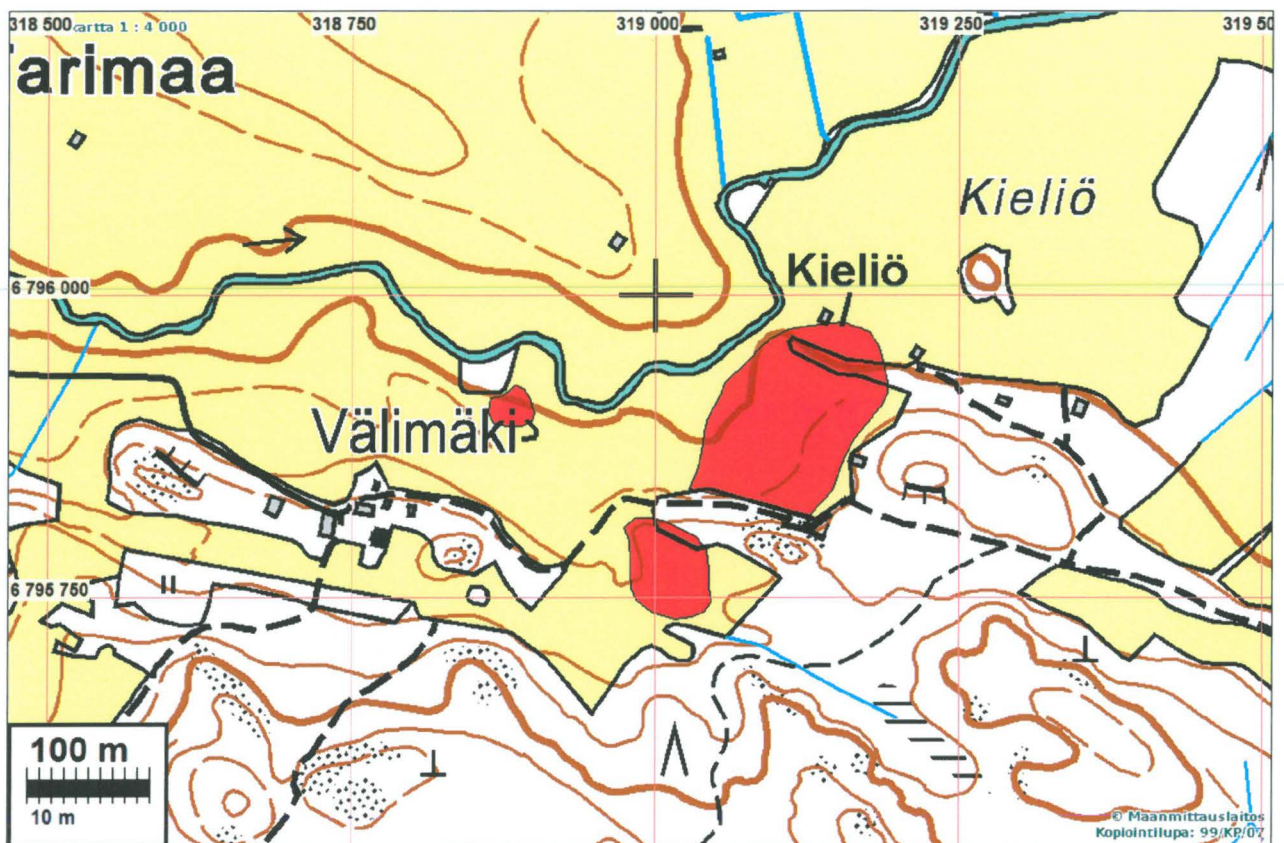 318 500
318 750
319 000
319 250
319 50
kartta 1 : 4 000
arimaa
Kieliö
Kieliö
6 796 000
Välimäki
6 795 750
100 m
10 m
© Maanmittauslaitos
Kopiointilupa: 99/KP/07